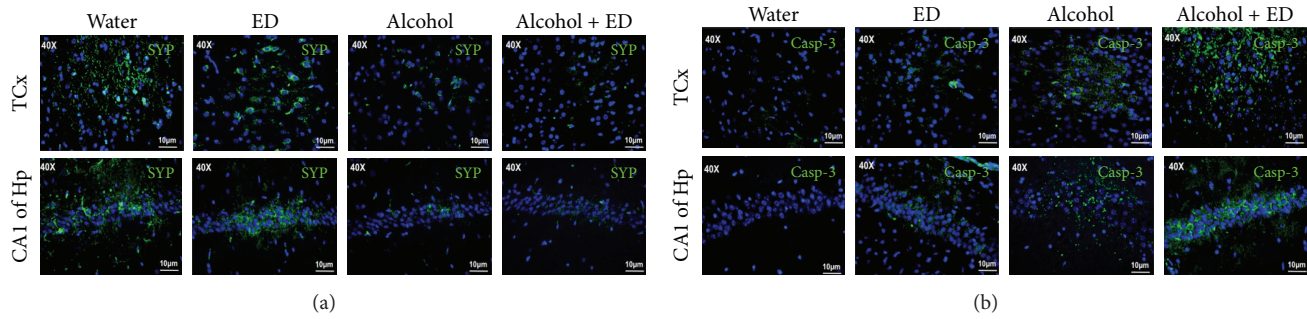 Water ED Alcohol Alcohol + ED
TCx
40X SYP 10μm
40X SYP 10μm
40X SYP 10μm
40X SYP 10μm
CA1 of Hp
40X SYP 10μm
40X SYP 10μm
40X SYP 10μm
40X SYP 10μm
(a)
Water ED Alcohol Alcohol + ED
TCx
40X Casp-3 10μm
40X Casp-3 10μm
40X Casp-3 10μm
40X Casp-3 10μm
CA1 of Hp
40X Casp-3 10μm
40X Casp-3 10μm
40X Casp-3 10μm
40X Casp-3 10μm
(b)